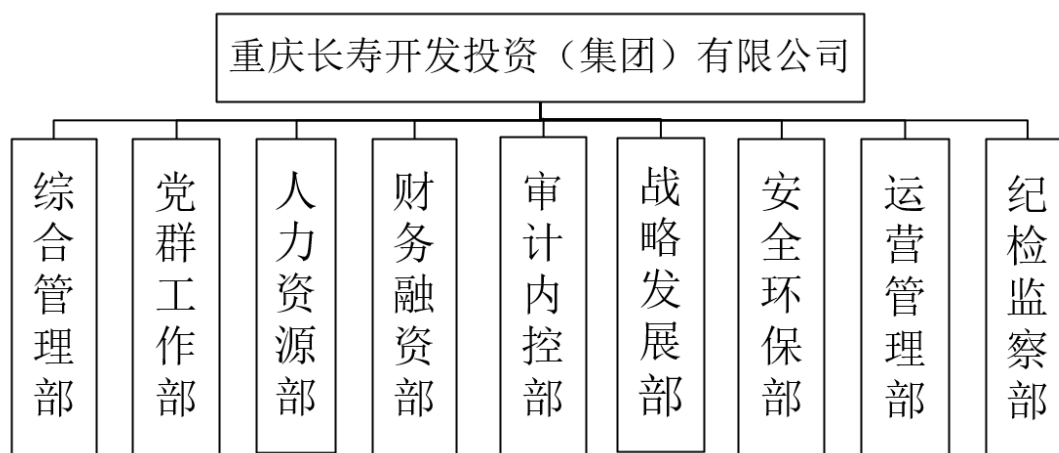 重庆长寿开发投资（集团）有限公司
综合管理部
党群工作部
人力资源部
财务融资部
审计内控部
战略发展部
安全环保部
运营管理部
纪检监察部